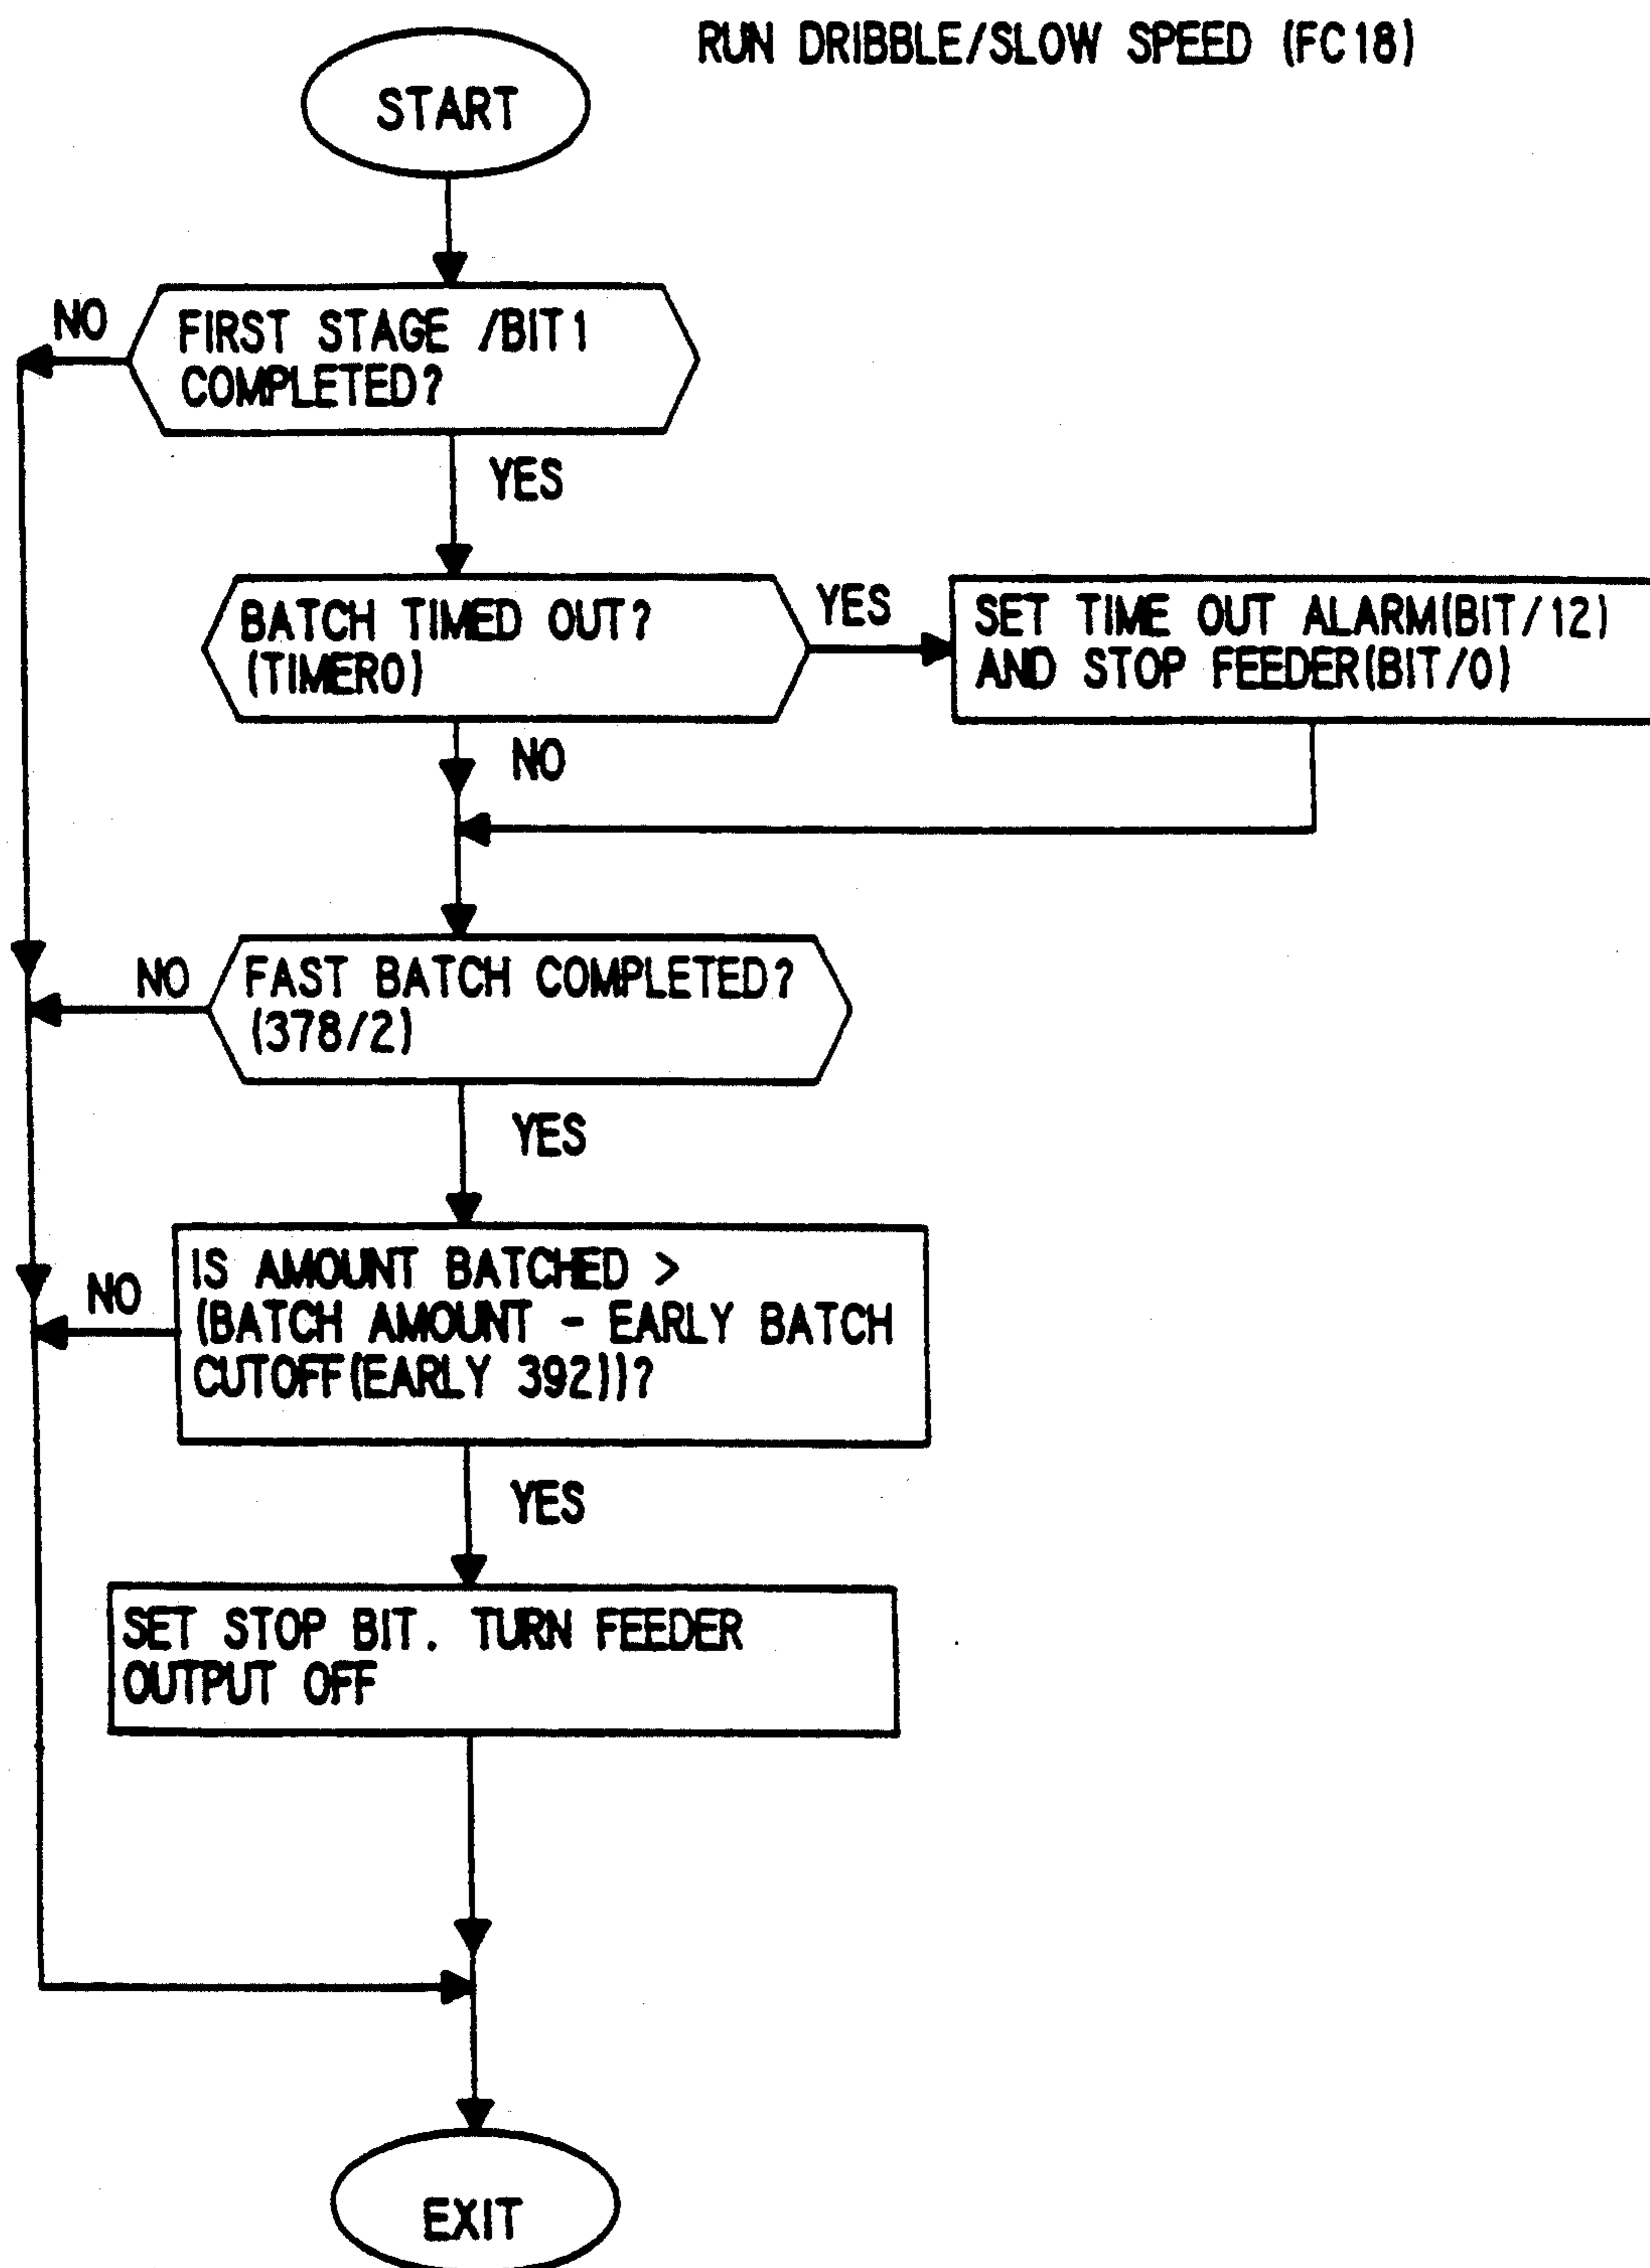 RUN DRIBBLE/SLOW SPEED (FC18)
START
NO
FIRST STAGE /BIT1
COMPLETED?
YES
BATCH TIMED OUT?
(TIMER0)
YES
SET TIME OUT ALARM(BIT/12)
AND STOP FEEDER(BIT/0)
NO
NO
FAST BATCH COMPLETED?
(378/2)
YES
NO
IS AMOUNT BATCHED >
(BATCH AMOUNT - EARLY BATCH
CUTOFF(EARLY 392))?
YES
SET STOP BIT. TURN FEEDER
OUTPUT OFF
EXIT